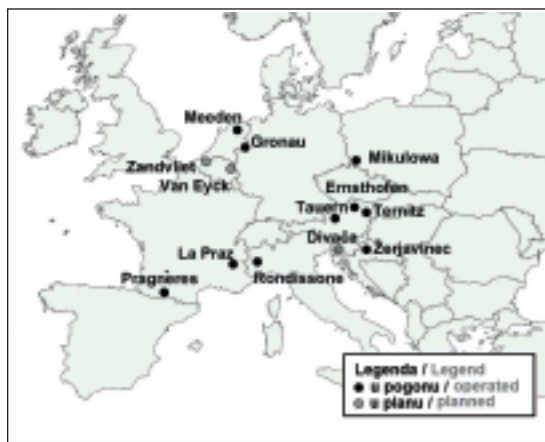 Meeden
Gronau
Zandvliet
Mikulowa
Van Eyck
Ernsthofen
Tauern
Ternitz
Divača
Žerjavinec
La Praz
Rondissone
Pragneres
Legenda / Legend
u pogonu / operated
u planu / planned